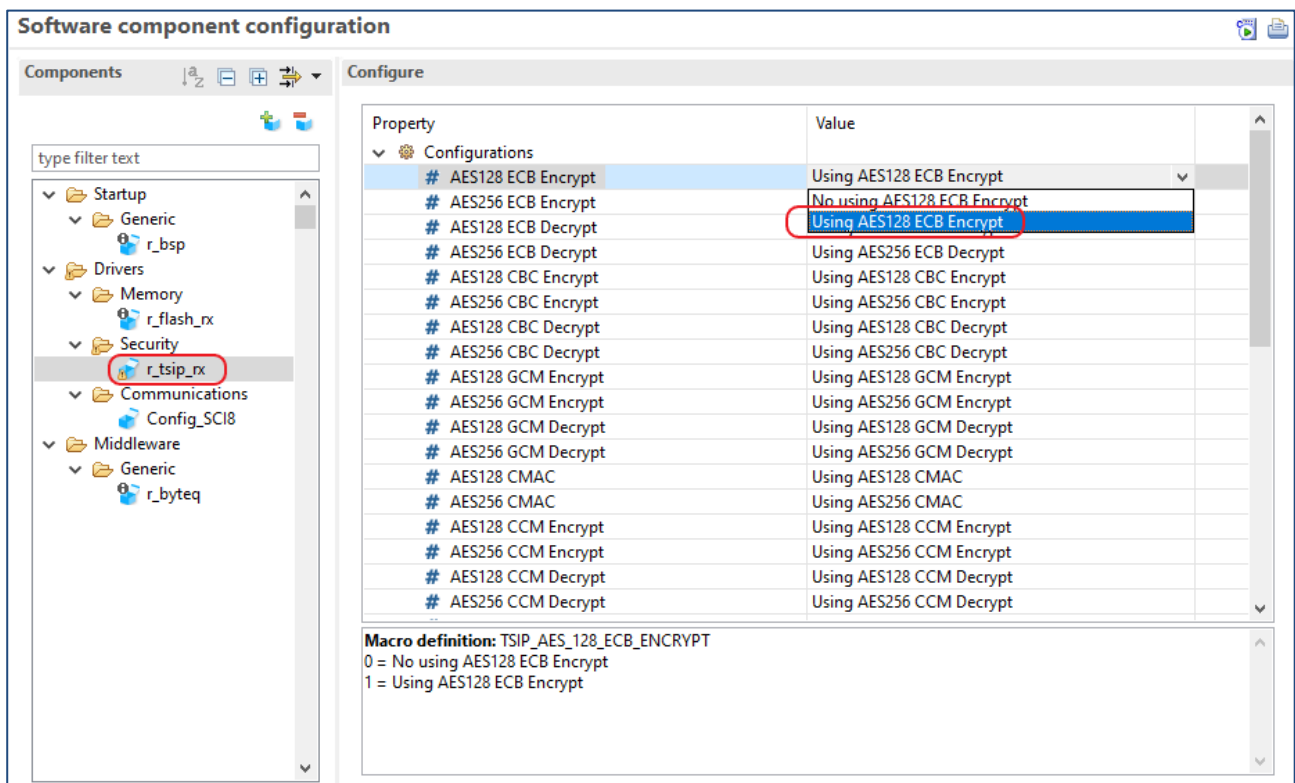 Software component configuration
Components
Configure
type filter text
Startup
Generic
r_bsp
Drivers
Memory
r_flash_rx
Security
r_tsip_rx
Communications
Config_SCI8
Middleware
Generic
r_byteq
Property Value
Configurations
# AES128 ECB Encrypt Using AES128 ECB Encrypt
No using AES128 ECB Encrypt
# AES256 ECB Encrypt
Using AES128 ECB Encrypt
# AES128 ECB Decrypt
# AES256 ECB Decrypt Using AES256 ECB Decrypt
# AES128 CBC Encrypt Using AES128 CBC Encrypt
# AES256 CBC Encrypt Using AES256 CBC Encrypt
# AES128 CBC Decrypt Using AES128 CBC Decrypt
# AES256 CBC Decrypt Using AES256 CBC Decrypt
# AES128 GCM Encrypt Using AES128 GCM Encrypt
# AES256 GCM Encrypt Using AES256 GCM Encrypt
# AES128 GCM Decrypt Using AES128 GCM Decrypt
# AES256 GCM Decrypt Using AES256 GCM Decrypt
# AES128 CMAC Using AES128 CMAC
# AES256 CMAC Using AES256 CMAC
# AES128 CCM Encrypt Using AES128 CCM Encrypt
# AES256 CCM Encrypt Using AES256 CCM Encrypt
# AES128 CCM Decrypt Using AES128 CCM Decrypt
# AES256 CCM Decrypt Using AES256 CCM Decrypt
Macro definition: TSIP_AES_128_ECB_ENCRYPT
0 = No using AES128 ECB Encrypt
1 = Using AES128 ECB Encrypt